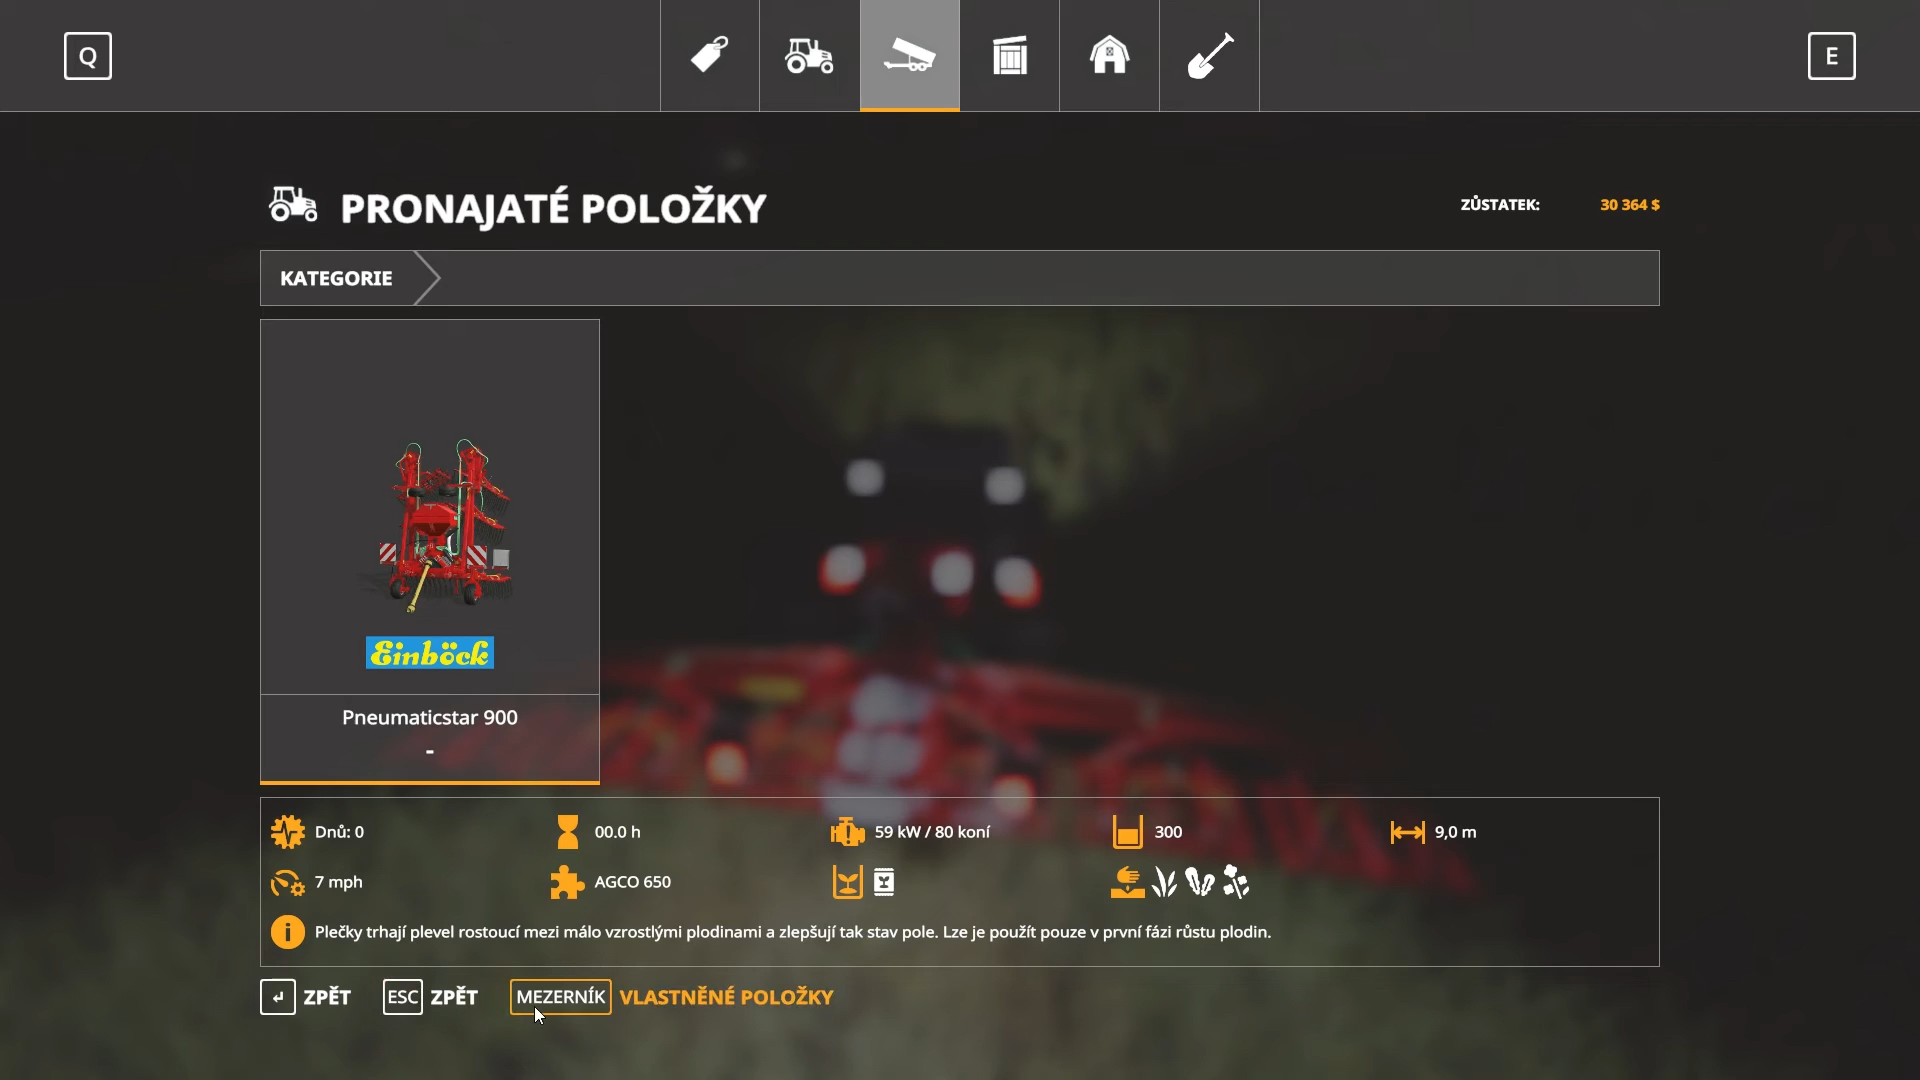 Q
E
PRONAJATÉ POLOŽKY
ZŮSTATEK: 30 364 $
KATEGORIE
Einböck
Pneumaticstar 900
-
Dnů: 0 00.0 h 59 kW / 80 koní 300 9,0 m
7 mph AGCO 650
Plečky trhají plevel rostoucí mezi málo vzrostlými plodinami a zlepšují tak stav pole. Lze je použít pouze v první fázi růstu plodin.
ZPĚT ESC ZPĚT MEZERNÍK VLASTNĚNÉ POLOŽKY